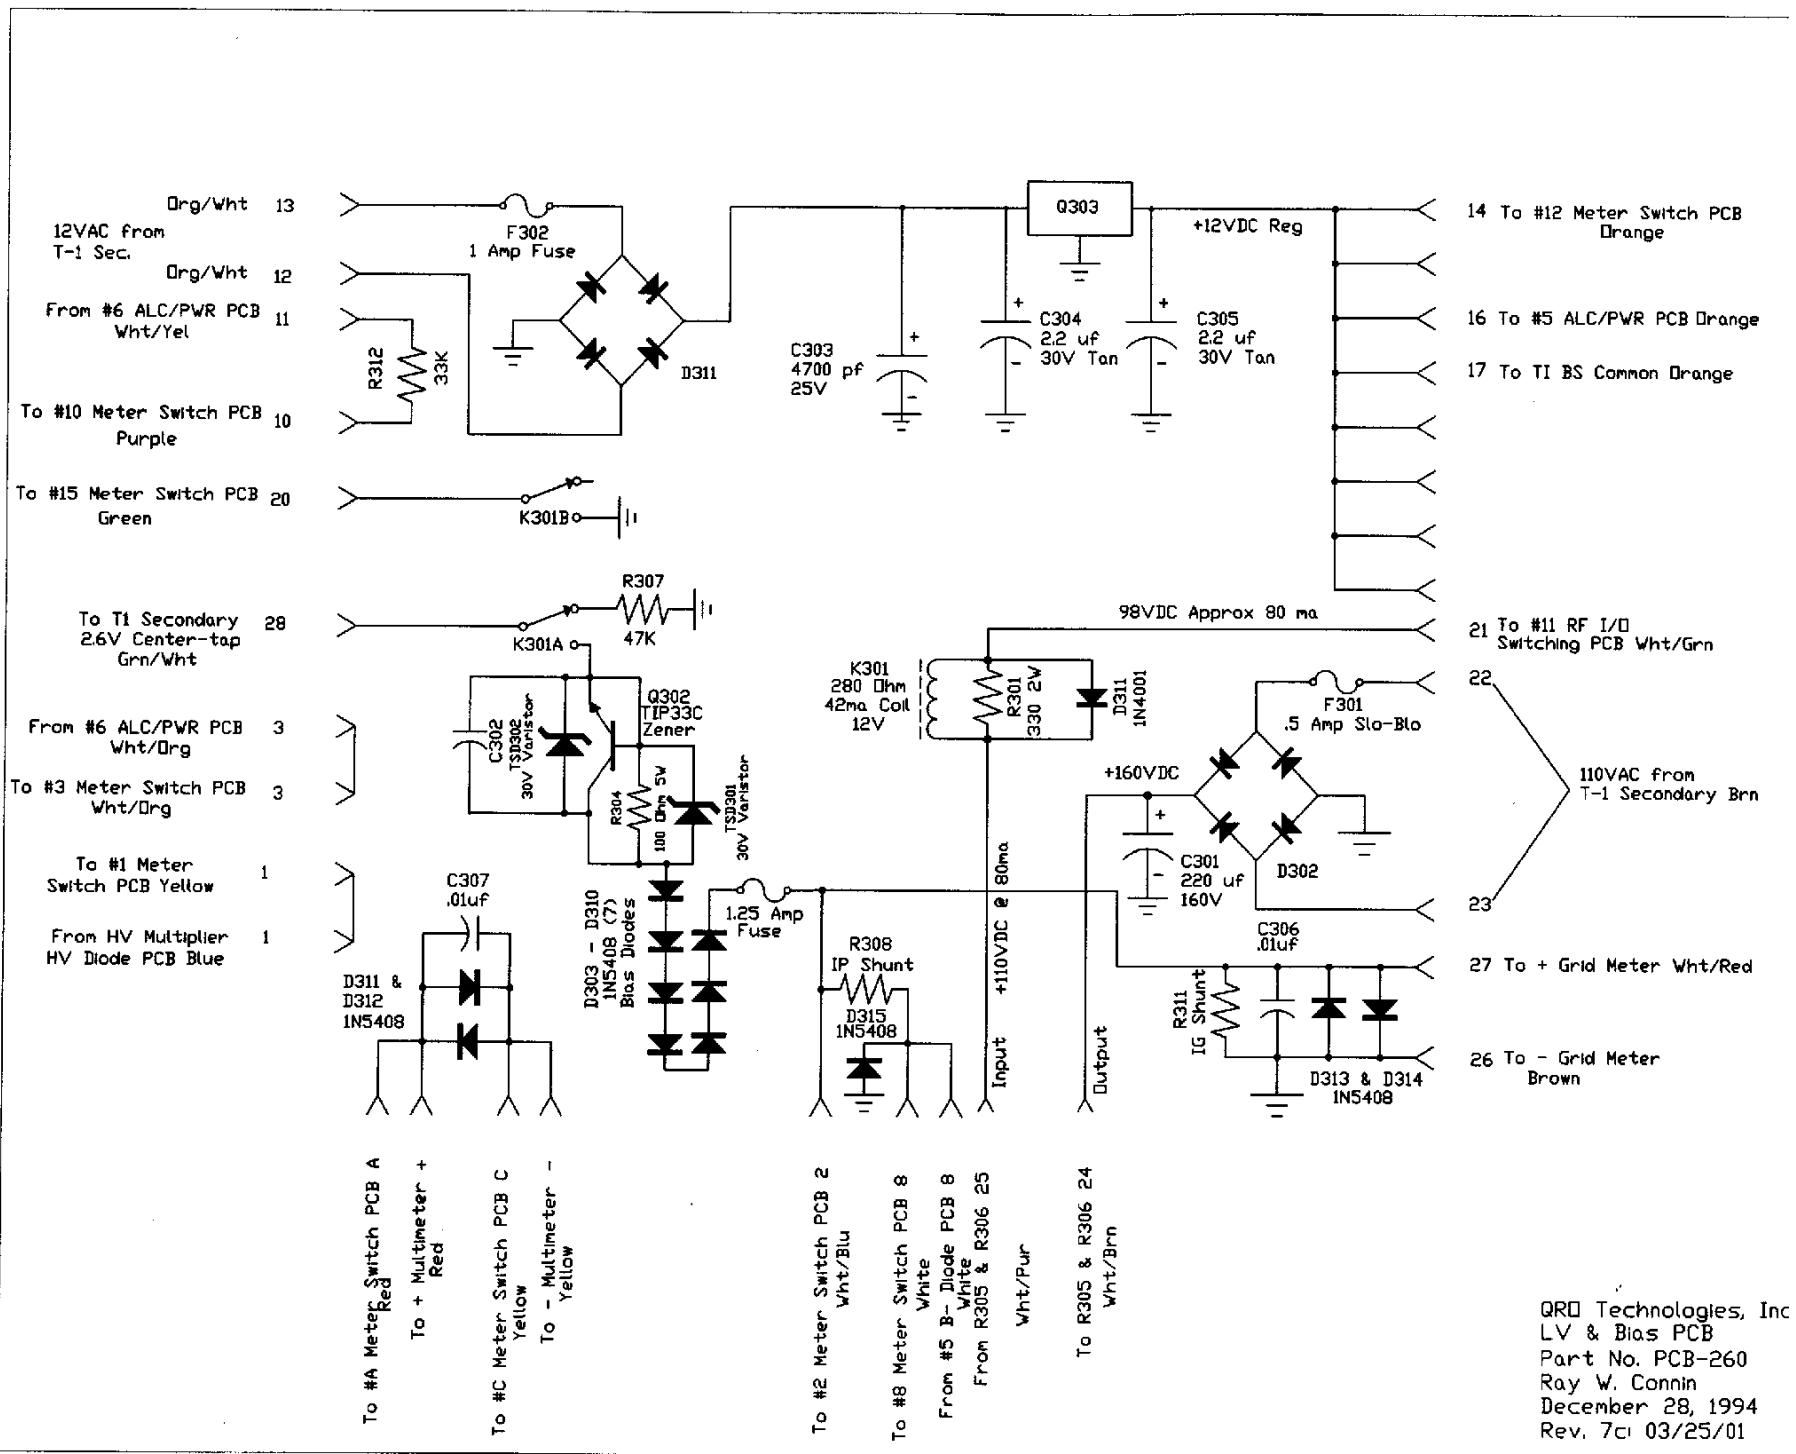 Org/Wht 13
12VAC from
T-1 Sec.
Org/Wht 12
From #6 ALC/PWR PCB 11
Wht/Yel
R312
33K
To #10 Meter Switch PCB 10
Purple
F302
1 Amp Fuse
D311
C303
4700 pf
25V
+
-
+
C304
2.2 uf
30V Tan
-
Q303
+
C305
2.2 uf
30V Tan
-
+12VDC Reg
14 To #12 Meter Switch PCB
Orange
16 To #5 ALC/PWR PCB Orange
17 To TI BS Common Orange
To #15 Meter Switch PCB 20
Green
K301B
To T1 Secondary 28
2.6V Center-tap
Grn/Wht
R307
47K
K301A
From #6 ALC/PWR PCB 3
Wht/Org
To #3 Meter Switch PCB 3
Wht/Org
To #1 Meter 1
Switch PCB Yellow
From HV Multiplier 1
HV Diode PCB Blue
C302
TSD302
30V Varistor
Q302
TIP33C
Zener
R304
100 Ohm 5W
TSD301
30V Varistor
D303 - D310
1N5408 (7)
Bias Diodes
1.25 Amp
Fuse
C307
.01uf
D311 &
D312
1N5408
R308
IP Shunt
D315
1N5408
98VDC Approx 80 ma
21 To #11 RF I/O
Switching PCB Wht/Grn
K301
280 Ohm
42ma Coil
12V
R301
330 2W
D311
1N4001
+110VDC @ 80ma
Input
Output
+160VDC
+
-
C301
220 uf
160V
D302
F301
.5 Amp Slo-Blo
22
23
110VAC from
T-1 Secondary Brn
C306
.01uf
R311
IG Shunt
D313 & D314
1N5408
27 To + Grid Meter Wht/Red
26 To - Grid Meter
Brown
To #A Meter Switch PCB A
Red
To + Multimeter +
Red
To #C Meter Switch PCB C
Yellow
To - Multimeter -
Yellow
To #2 Meter Switch PCB 2
Wht/Blu
To #8 Meter Switch PCB 8
White
From #5 B- Diode PCB 8
White
From R305 & R306 25
Wht/Pur
To R305 & R306 24
Wht/Brn
QRO Technologies, Inc
LV & Bias PCB
Part No. PCB-260
Ray W. Connin
December 28, 1994
Rev. 7c: 03/25/01